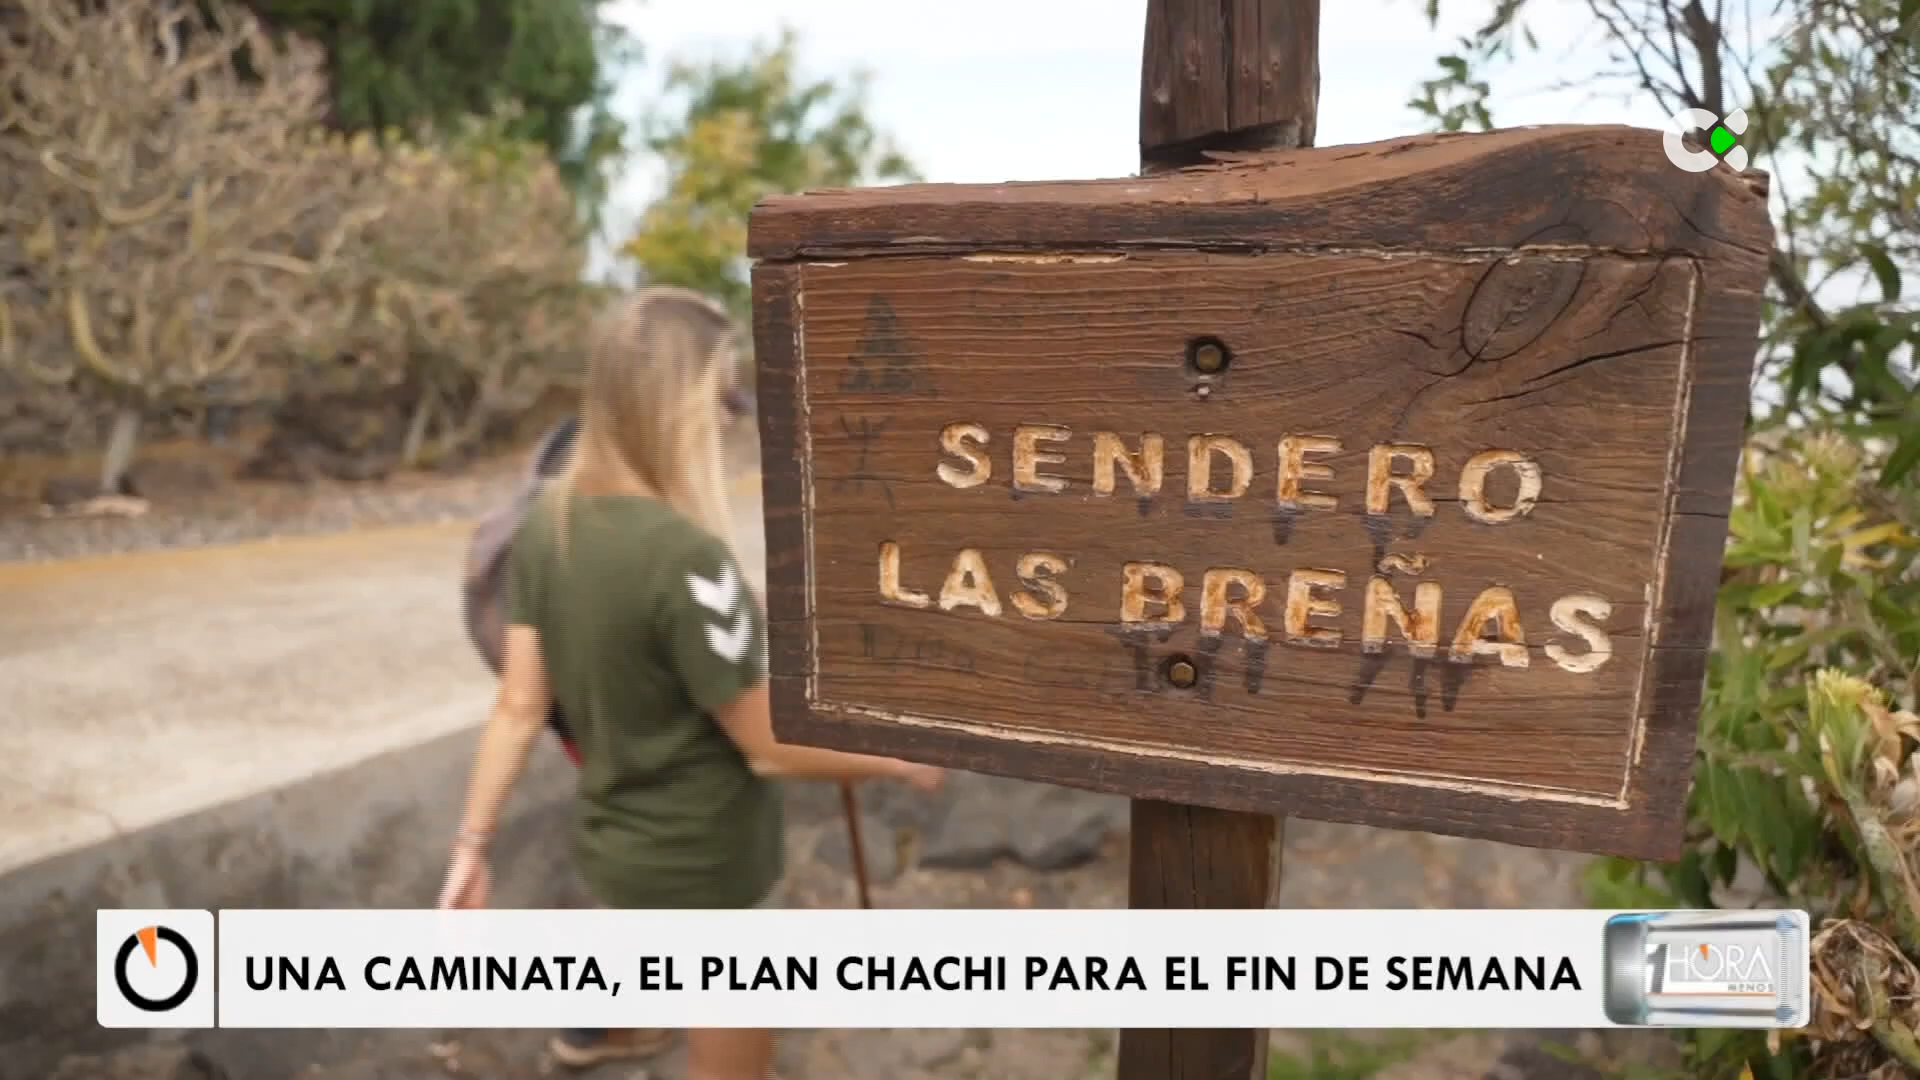 SENDERO
LAS BREÑAS
UNA CAMINATA, EL PLAN CHACHI PARA EL FIN DE SEMANA
1HORA
MENOS